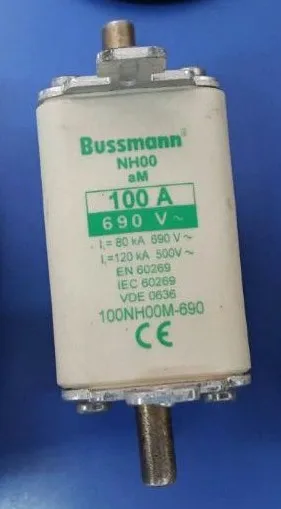 Bussmann®
NH00
aM
100 A
690 V~
I₁= 80 kA 690 V~
I₁=120 kA 500V~
EN 60269
IEC 60269
VDE 0636
100NH00M-690
CE